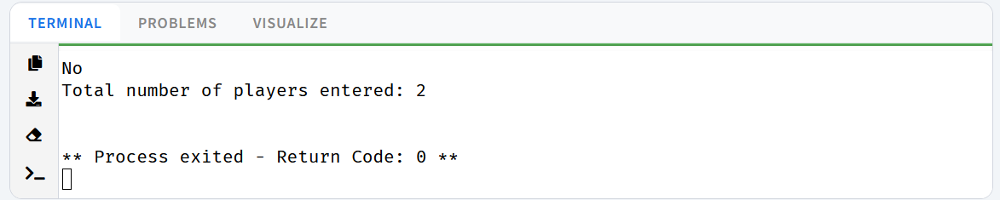 TERMINAL PROBLEMS VISUALIZE
No
Total number of players entered: 2
** Process exited - Return Code: 0 **